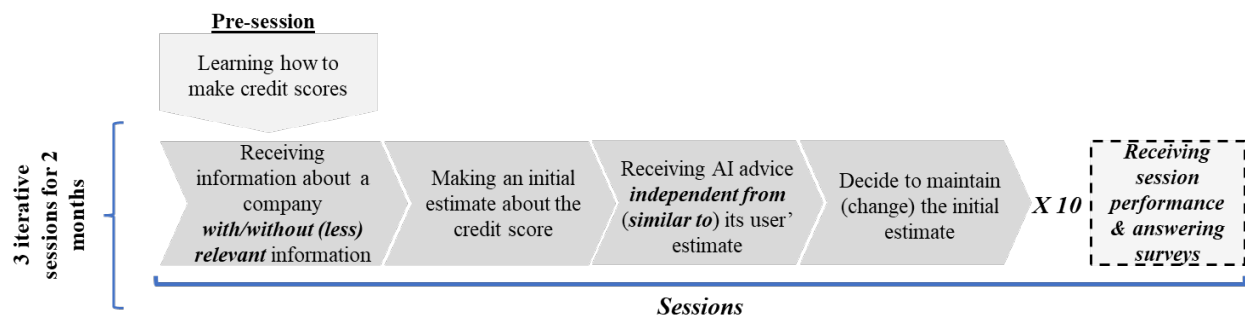 Pre-session
Learning how to
make credit scores
3 iterative
sessions for 2
months
Receiving
information about a
company
with/without (less)
relevant information
Making an initial
estimate about the
credit score
Receiving AI advice
independent from
(similar to) its user’
estimate
Decide to maintain
(change) the initial
estimate
X 10
Receiving
session
performance
& answering
surveys
Sessions